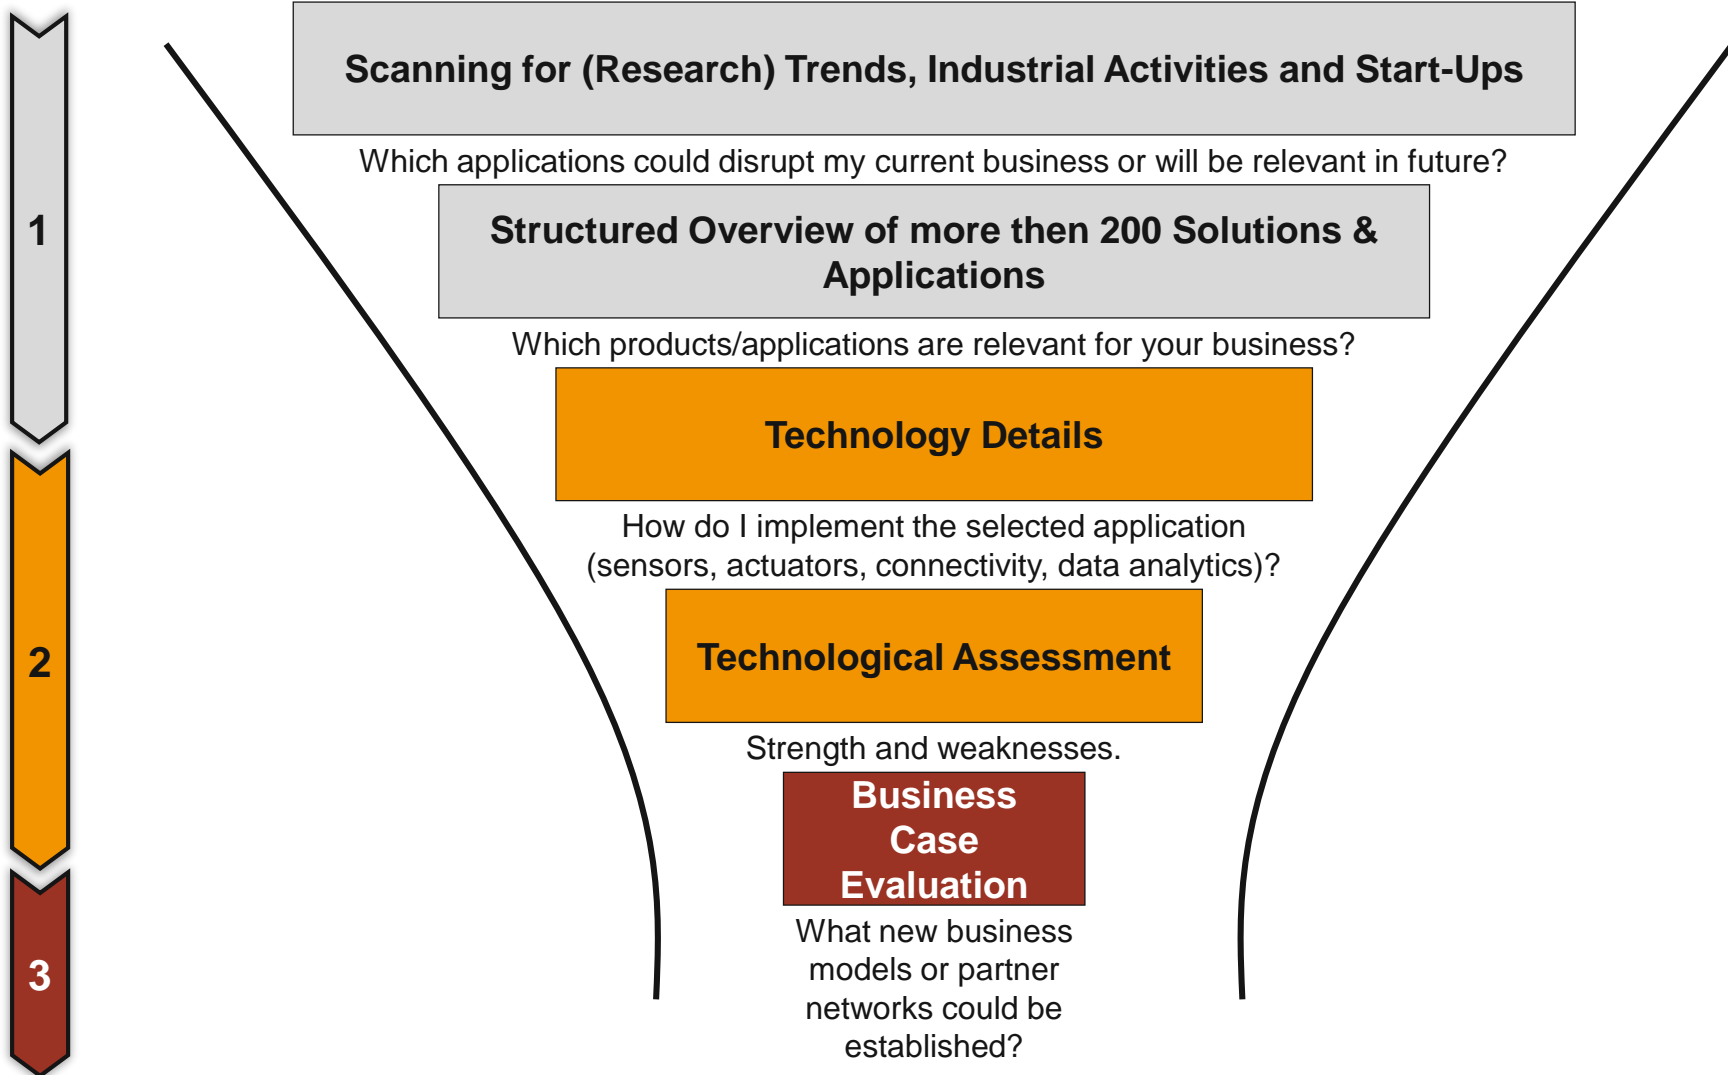 Scanning for (Research) Trends, Industrial Activities and Start-Ups
Which applications could disrupt my current business or will be relevant in future?
1
Structured Overview of more then 200 Solutions &
Applications
Which products/applications are relevant for your business?
Technology Details
How do I implement the selected application
(sensors, actuators, connectivity, data analytics)?
2
Technological Assessment
Strength and weaknesses.
Business
Case
Evaluation
3
What new business
models or partner
networks could be
established?